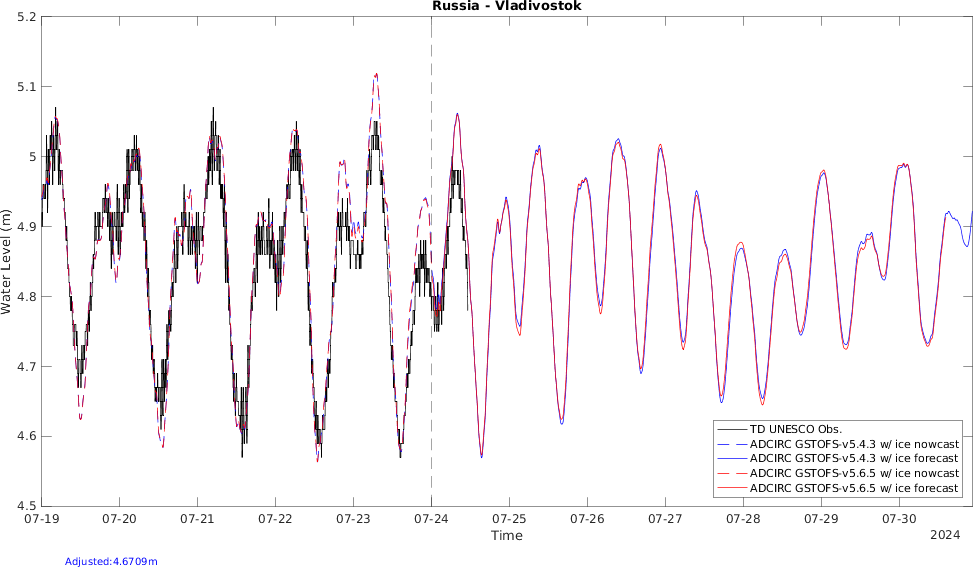 Russia - Vladivostok
5.2
5.1
5
4.9
4.8
4.7
4.6
4.5
Water Level (m)
07-19 07-20 07-21 07-22 07-23 07-24 07-25 07-26 07-27 07-28 07-29 07-30
Time
2024
TD UNESCO Obs.
ADCIRC GSTOFS-v5.4.3 w/ ice nowcast
ADCIRC GSTOFS-v5.4.3 w/ ice forecast
ADCIRC GSTOFS-v5.6.5 w/ ice nowcast
ADCIRC GSTOFS-v5.6.5 w/ ice forecast
Adjusted:4.6709m